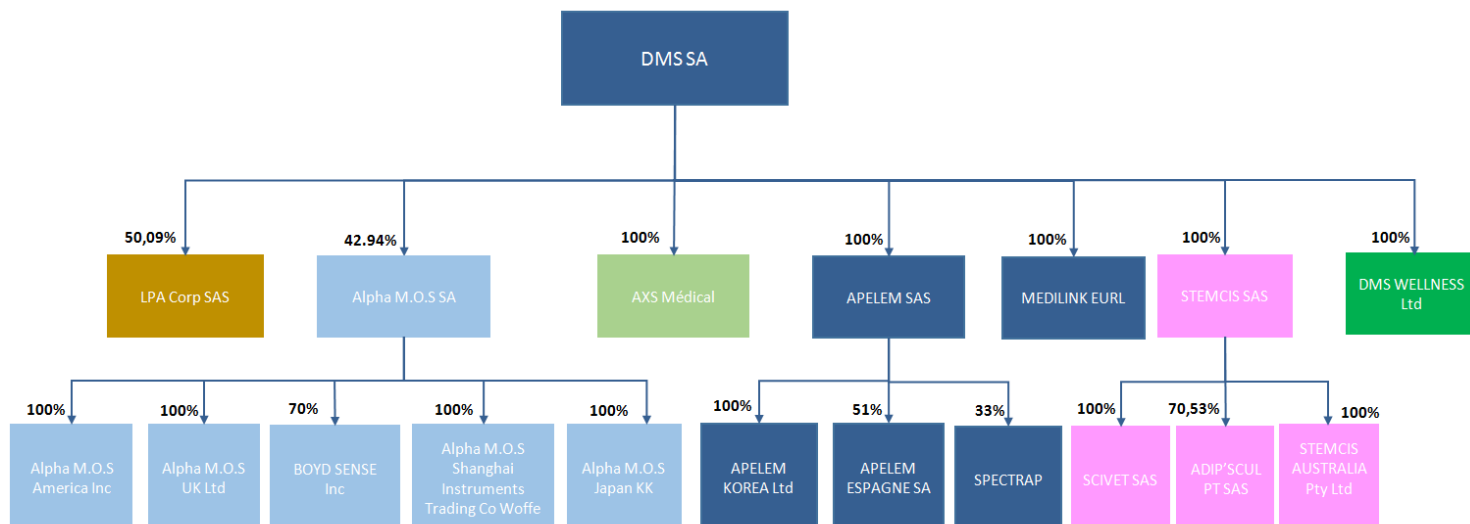 DMS SA
50,09%
42.94%
100%
100%
100%
100%
100%
LPA Corp SAS
Alpha M.O.S SA
AXS Médical
APELEM SAS
MEDILINK EURL
STEMCIS SAS
DMS WELLNESS
Ltd
100%
100%
70%
100%
100%
100%
51%
33%
100%
70,53%
100%
Alpha M.O.S
America Inc
Alpha M.O.S
UK Ltd
BOYD SENSE
Inc
Alpha M.O.S
Shanghai
Instruments
Trading Co Woffe
Alpha M.O.S
Japan KK
APELEM
KOREA Ltd
APELEM
ESPAGNE SA
SPECTRAP
SCIVET SAS
ADIP'SCUL
PT SAS
STEMCIS
AUSTRALIA
Pty Ltd